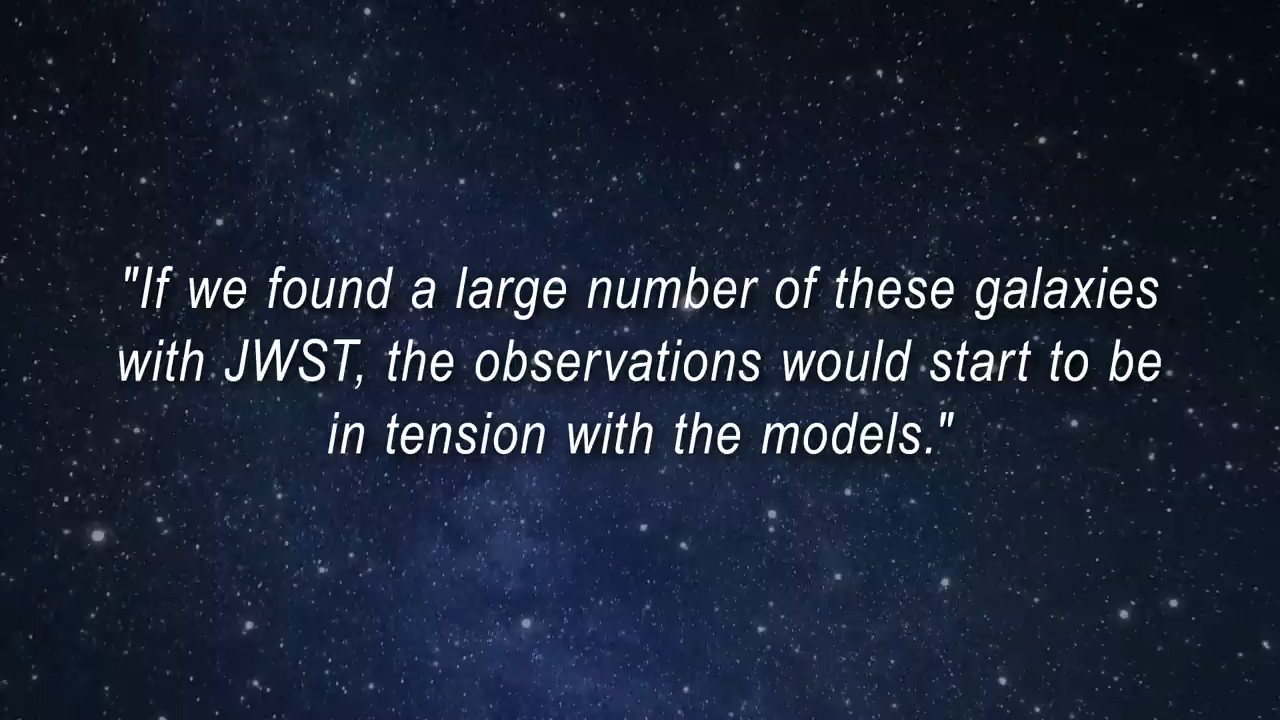 "If we found a large number of these galaxies
with JWST, the observations would start to be
in tension with the models."